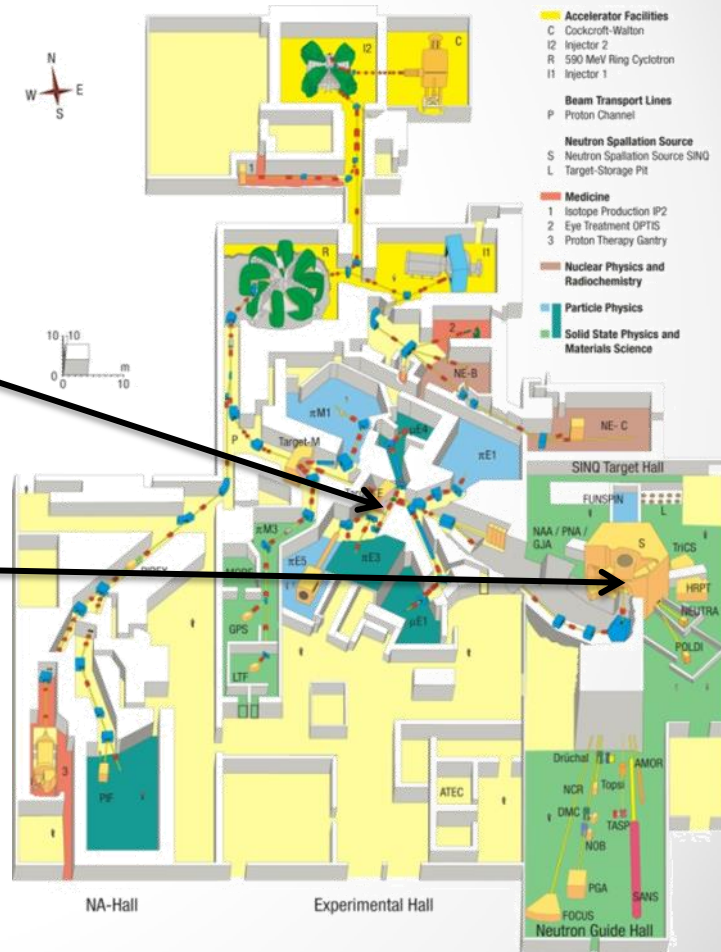 N
W E
S
I2
C
Accelerator Facilities
C Cockcroft-Walton
I2 Injector 2
R 590 MeV Ring Cyclotron
I1 Injector 1
Beam Transport Lines
P Proton Channel
Neutron Spallation Source
S Neutron Spallation Source SINQ
L Target-Storage Pit
Medicine
1 Isotope Production IP2
2 Eye Treatment OPTIS
3 Proton Therapy Gantry
Nuclear Physics and
Radiochemistry
Particle Physics
Solid State Physics and
Materials Science
1
R
I1
10
10
0
10
m
2
NE-B
πM1
µE4
P
Target-M
πE1
NE-C
SINQ Target Hall
FUNSPIN
L
NAA / PNA /
GJA
S
TriCS
HRPT
NEUTRA
POLDI
πM3
πE5
πE3
µE1
GPS
LTF
3
PIF
ATEC
Drüchal
AMOR
NCR
Topsi
DMC
TASP
NOB
PGA
SANS
FOCUS
NA-Hall
Experimental Hall
Neutron Guide Hall